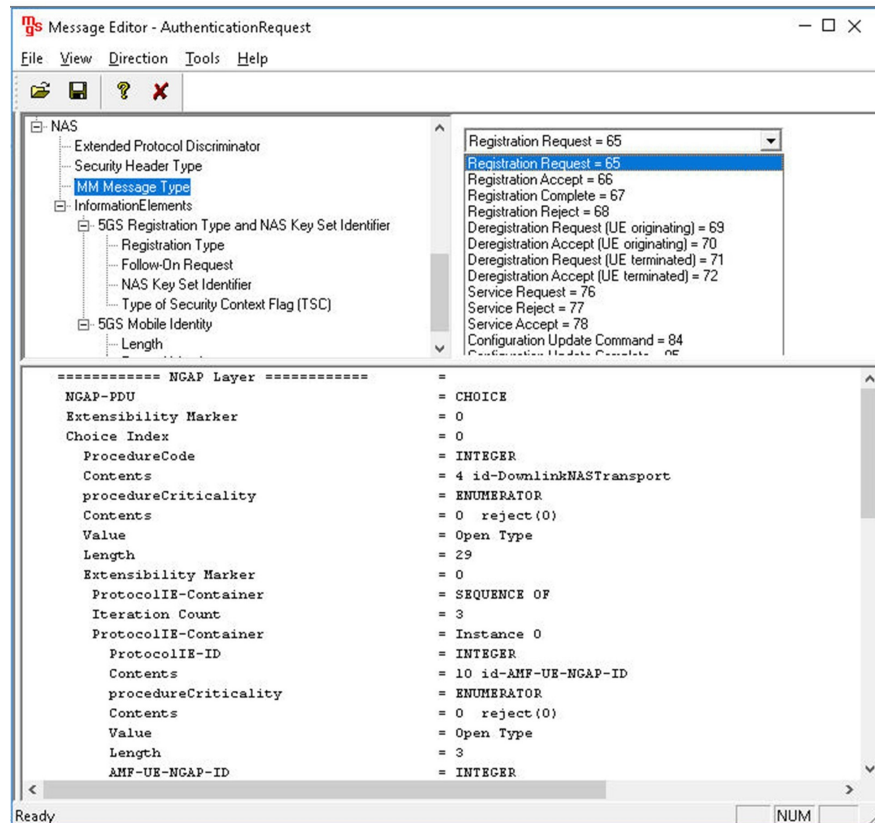 mgs Message Editor - AuthenticationRequest
File View Direction Tools Help
NAS
Extended Protocol Discriminator
Security Header Type
MM Message Type
InformationElements
5GS Registration Type and NAS Key Set Identifier
Registration Type
Follow-On Request
NAS Key Set Identifier
Type of Security Context Flag (TSC)
5GS Mobile Identity
Length
Registration Request = 65
Registration Request = 65
Registration Accept = 66
Registration Complete = 67
Registration Reject = 68
Deregistration Request (UE originating) = 69
Deregistration Accept (UE originating) = 70
Deregistration Request (UE terminated) = 71
Deregistration Accept (UE terminated) = 72
Service Request = 76
Service Reject = 77
Service Accept = 78
Configuration Update Command = 84
============ NGAP Layer ============ =
NGAP-PDU = CHOICE
Extensibility Marker = 0
Choice Index = 0
ProcedureCode = INTEGER
Contents = 4 id-DownlinkNASTransport
procedureCriticality = ENUMERATOR
Contents = 0 reject(0)
Value = Open Type
Length = 29
Extensibility Marker = 0
ProtocolIE-Container = SEQUENCE OF
Iteration Count = 3
ProtocolIE-Container = Instance 0
ProtocolIE-ID = INTEGER
Contents = 10 id-AMF-UE-NGAP-ID
procedureCriticality = ENUMERATOR
Contents = 0 reject(0)
Value = Open Type
Length = 3
AMF-UE-NGAP-ID = INTEGER
Ready NUM